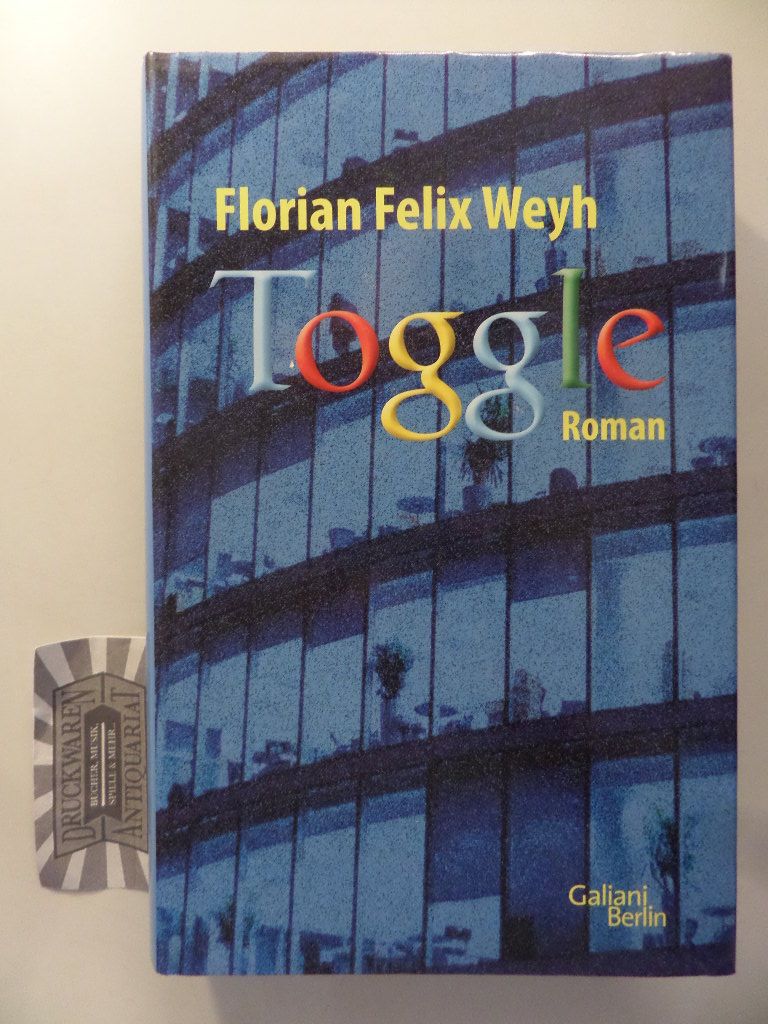 Florian Felix Weyh
Toggle
Roman
DRUCKWAREN
BÜCHER, MUSIK,
SPIELE & MEHR...
ANTIQUARIAT
Galiani
Berlin